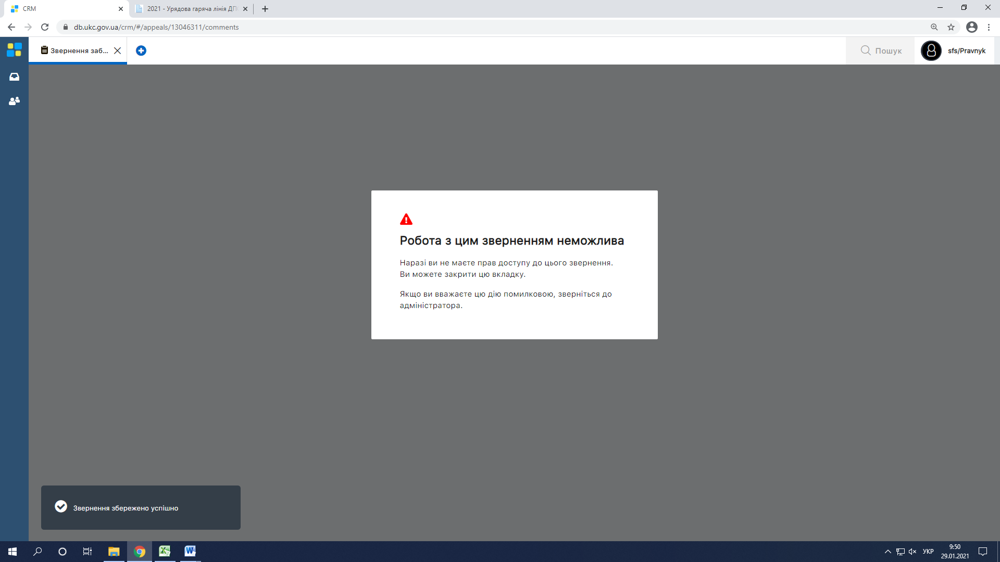 CRM
2021 - Урядова гаряча лінія ДП
db.ukc.gov.ua/crm/#/appeals/13046311/comments
Звернення заб...
Пошук
sfs/Pravnyk
Робота з цим зверненням неможлива
Наразі ви не маєте прав доступу до цього звернення.
Ви можете закрити цю вкладку.
Якщо ви вважаєте цю дію помилковою, зверніться до
адміністратора.
Звернення збережено успішно
УКР
9:50
29.01.2021